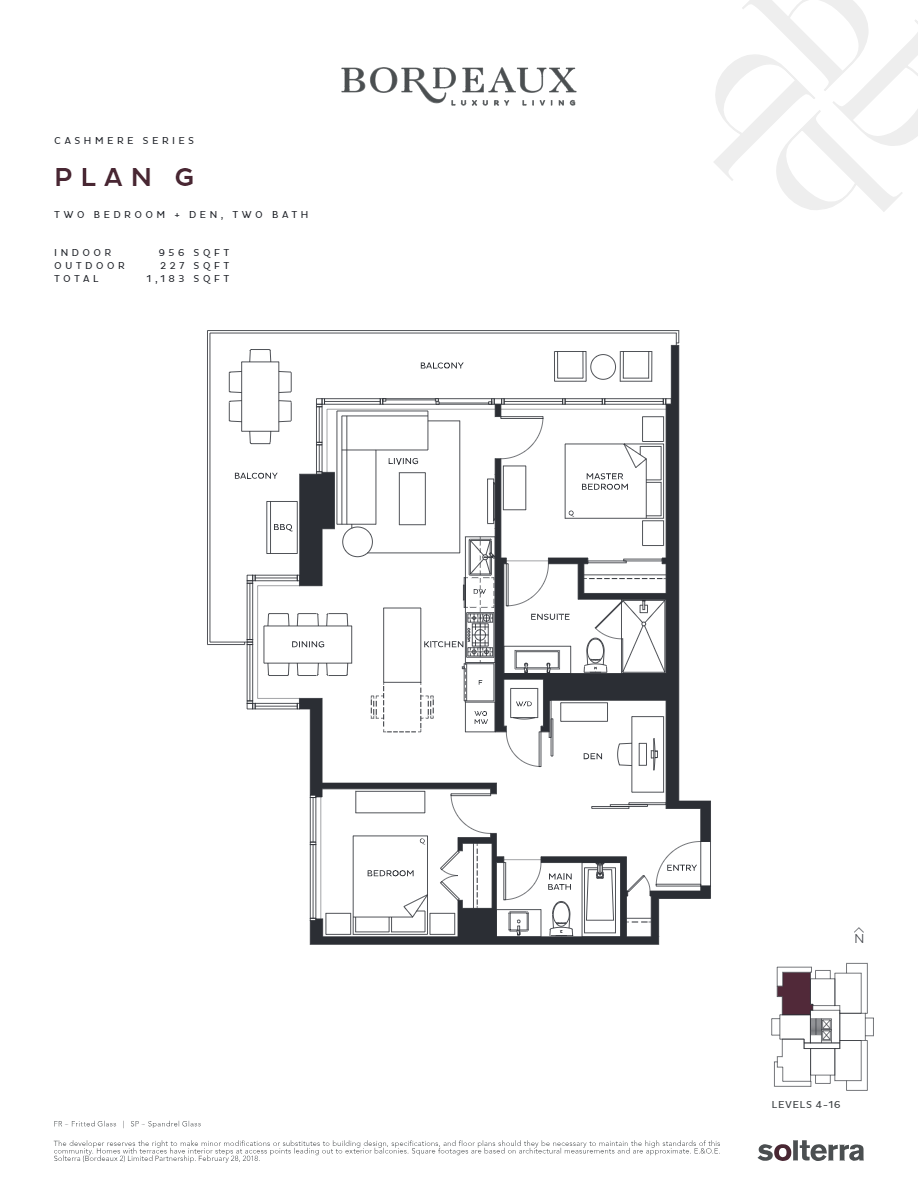 BORDEAUX
LUXURY LIVING
CASHMERE SERIES
PLAN G
TWO BEDROOM + DEN, TWO BATH
INDOOR 956 SQFT
OUTDOOR 227 SQFT
TOTAL 1,183 SQFT
BALCONY
LIVING
BALCONY
MASTER
BEDROOM
Q
BBQ
DW
ENSUITE
DINING
KITCHEN
F
W/D
WO
MW
DEN
Q
BEDROOM
ENTRY
MAIN
BATH
N
LEVELS 4-16
FR - Fritted Glass | SP - Spandrel Glass
The developer reserves the right to make minor modifications or substitutes to building design, specifications, and floor plans should they be necessary to maintain the high standards of this
community. Homes with terraces have interior steps at access points leading out to exterior balconies. Square footages are based on architectural measurements and are approximate. E.&O.E.
Solterra (Bordeaux 2) Limited Partnership. February 28, 2018.
solterra